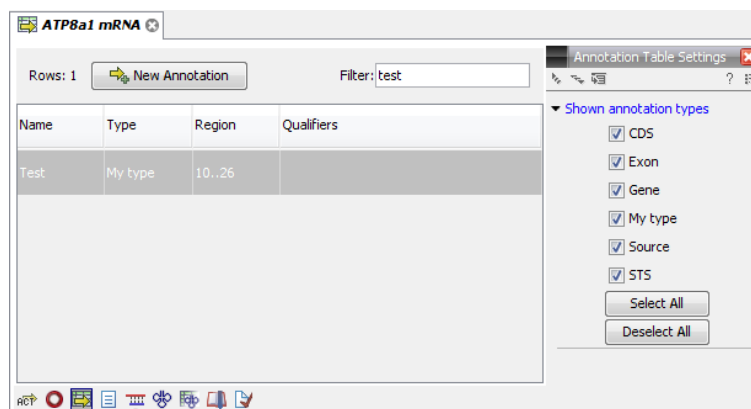 ATP8a1 mRNA
Rows: 1
New Annotation
Filter: test
Annotation Table Settings
?
Name Type Region Qualifiers
Test My type 10..26
Shown annotation types
CDS
Exon
Gene
My type
Source
STS
Select All
Deselect All
ACT